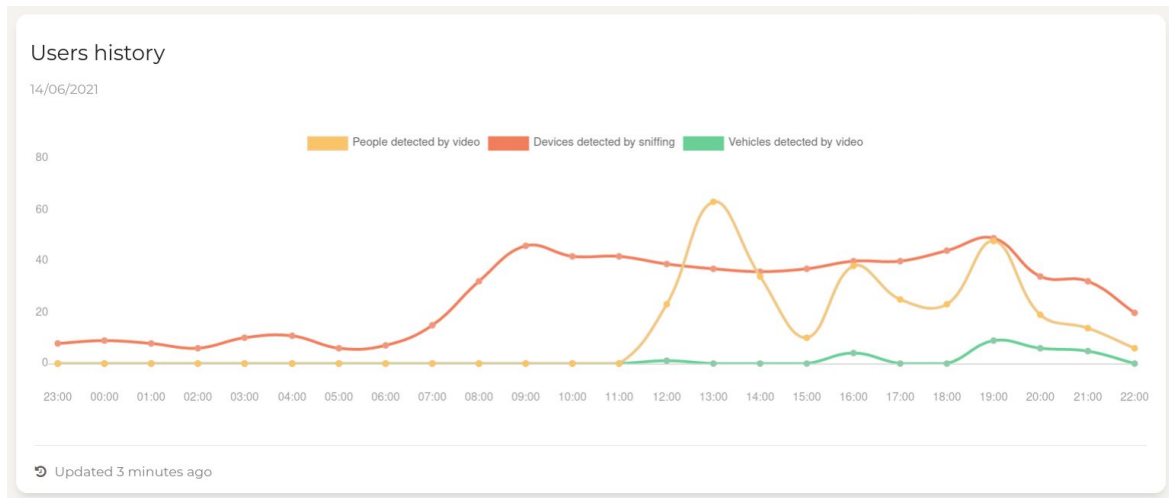 Users history
14/06/2021
People detected by video Devices detected by sniffing Vehicles detected by video
80
60
40
20
0
23:00 00:00 01:00 02:00 03:00 04:00 05:00 06:00 07:00 08:00 09:00 10:00 11:00 12:00 13:00 14:00 15:00 16:00 17:00 18:00 19:00 20:00 21:00 22:00
Updated 3 minutes ago